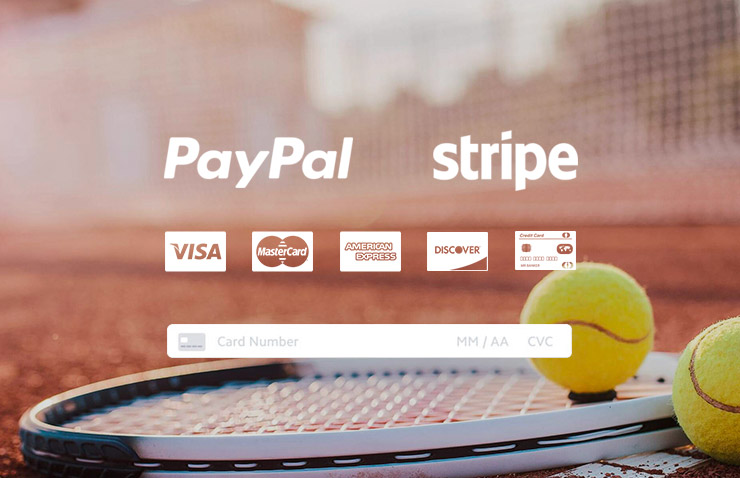 PayPal stripe
VISA MasterCard AMERICAN EXPRESS DISCOVER Credit Card
Card Number MM / AA CVC